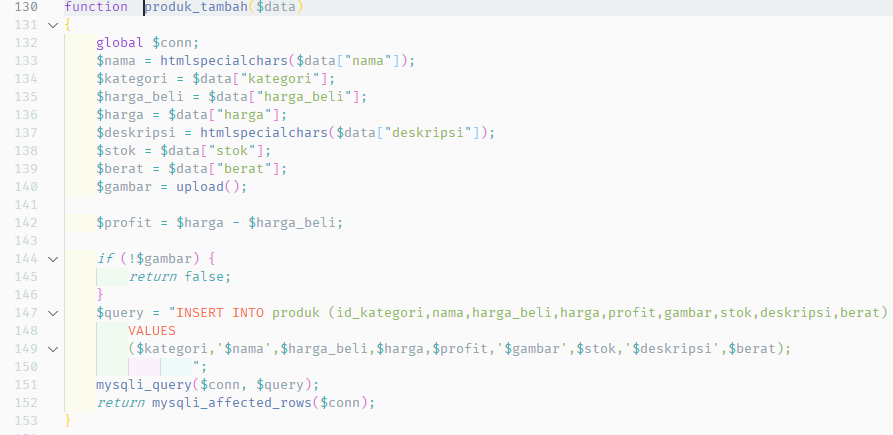 130 function  produk_tambah($data)
131 {
132     global $conn;
133     $nama = htmlspecialchars($data["nama"]);
134     $kategori = $data["kategori"];
135     $harga_beli = $data["harga_beli"];
136     $harga = $data["harga"];
137     $deskripsi = htmlspecialchars($data["deskripsi"]);
138     $stok = $data["stok"];
139     $berat = $data["berat"];
140     $gambar = upload();
141
142     $profit = $harga - $harga_beli;
143
144     if (!$gambar) {
145         return false;
146     }
147     $query = "INSERT INTO produk (id_kategori,nama,harga_beli,harga,profit,gambar,stok,deskripsi,berat)
148         VALUES
149         ($kategori,'$nama',$harga_beli,$harga,$profit,'$gambar',$stok,'$deskripsi',$berat);
150                 ";
151     mysqli_query($conn, $query);
152     return mysqli_affected_rows($conn);
153 }